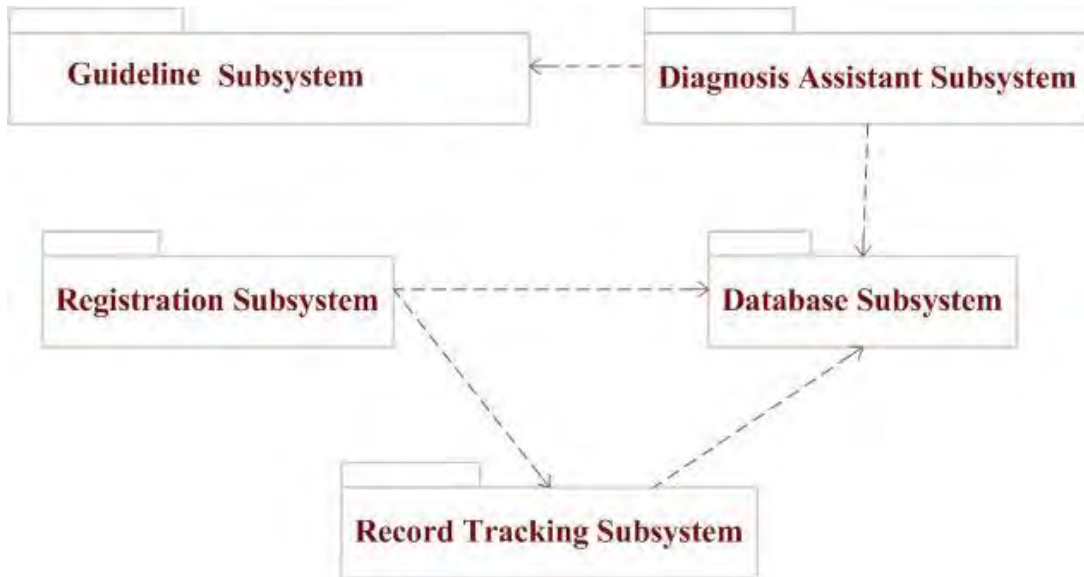 Guideline Subsystem
Diagnosis Assistant Subsystem
Registration Subsystem
Database Subsystem
Record Tracking Subsystem